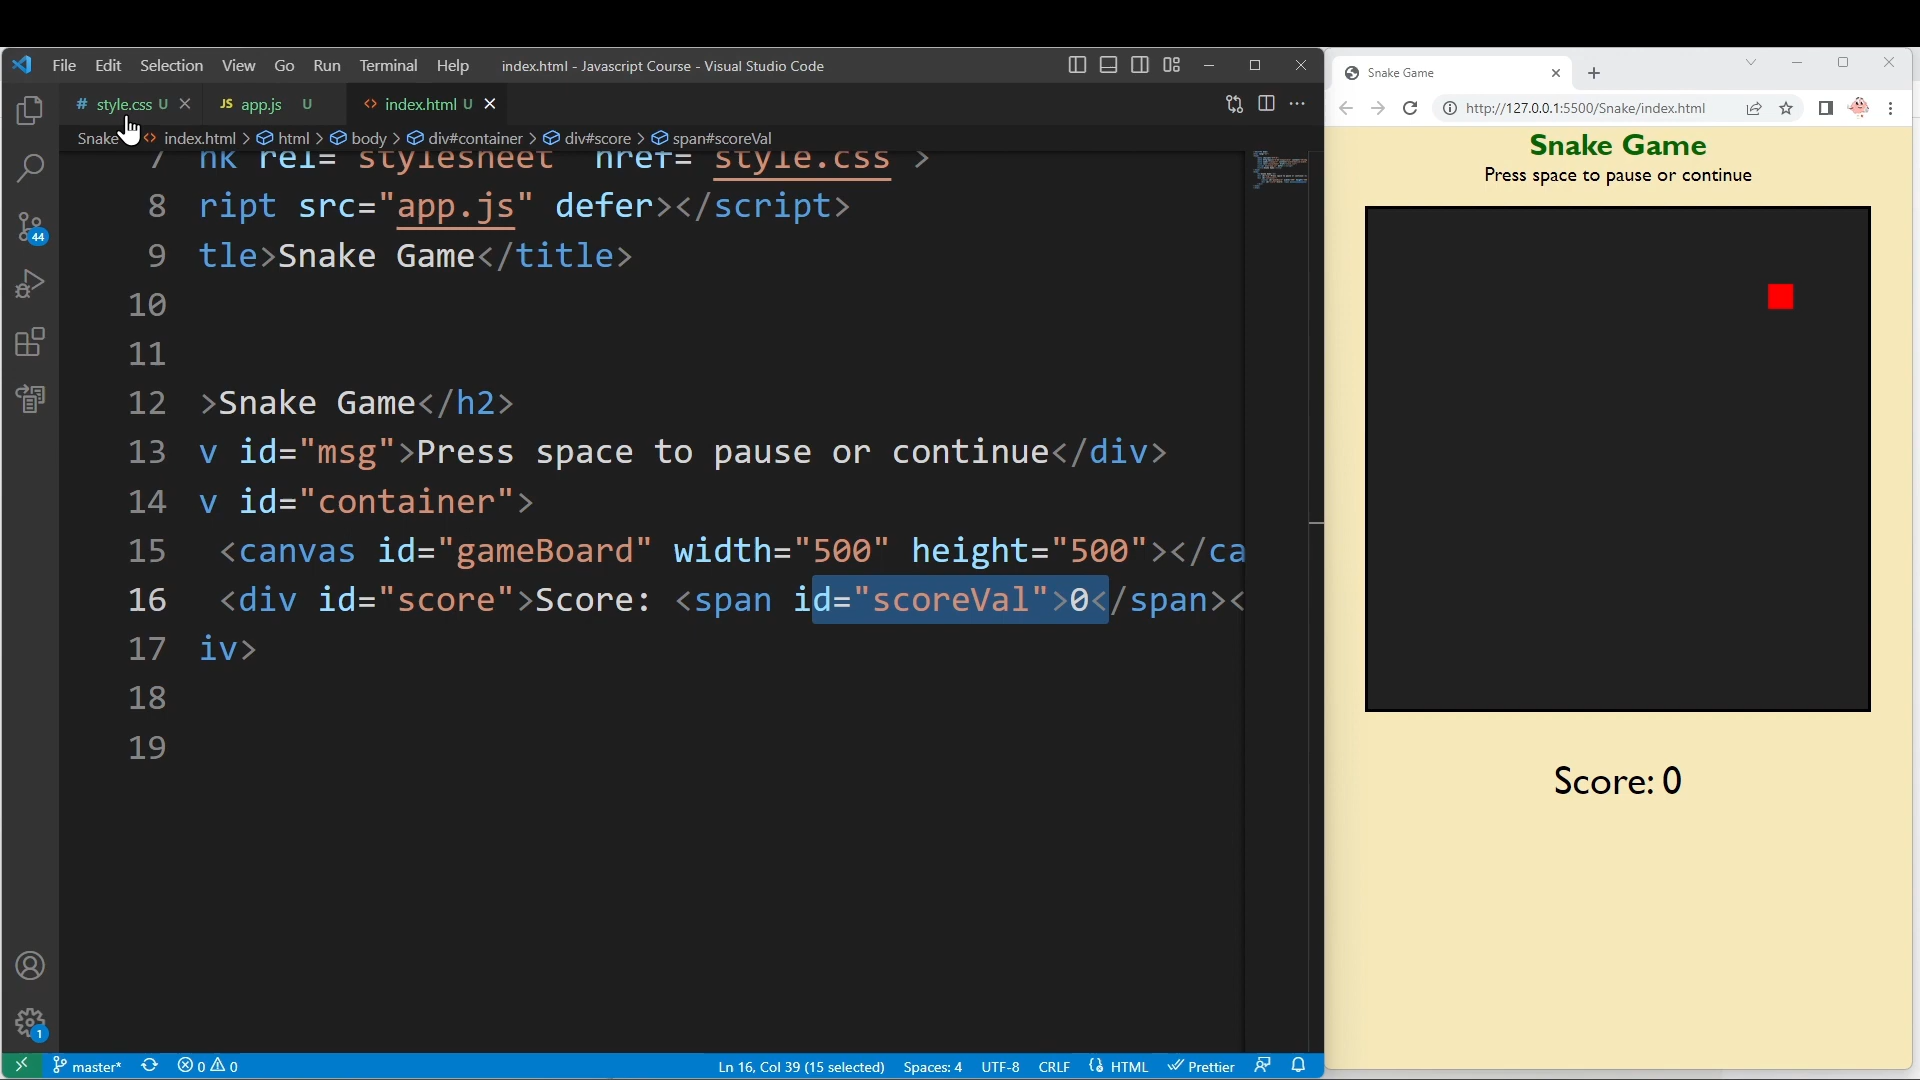 File Edit Selection View Go Run Terminal Help index.html - Javascript Course - Visual Studio Code
# style.css U JS app.js U <> index.html U
Snake <> index.html > html > body > div#container > div#score > span#scoreVal
7 nk rel= stylesheet href= style.css >
8 ript src="app.js" defer></script>
9 tle>Snake Game</title>
10
11
12 >Snake Game</h2>
13 v id="msg">Press space to pause or continue</div>
14 v id="container">
15 <canvas id="gameBoard" width="500" height="500"></ca
16 <div id="score">Score: <span id="scoreVal">0</span><
17 iv>
18
19
44
1
master* 0 0 Ln 16, Col 39 (15 selected) Spaces: 4 UTF-8 CRLF HTML Prettier
Snake Game
http://127.0.0.1:5500/Snake/index.html
Snake Game
Press space to pause or continue
Score: 0